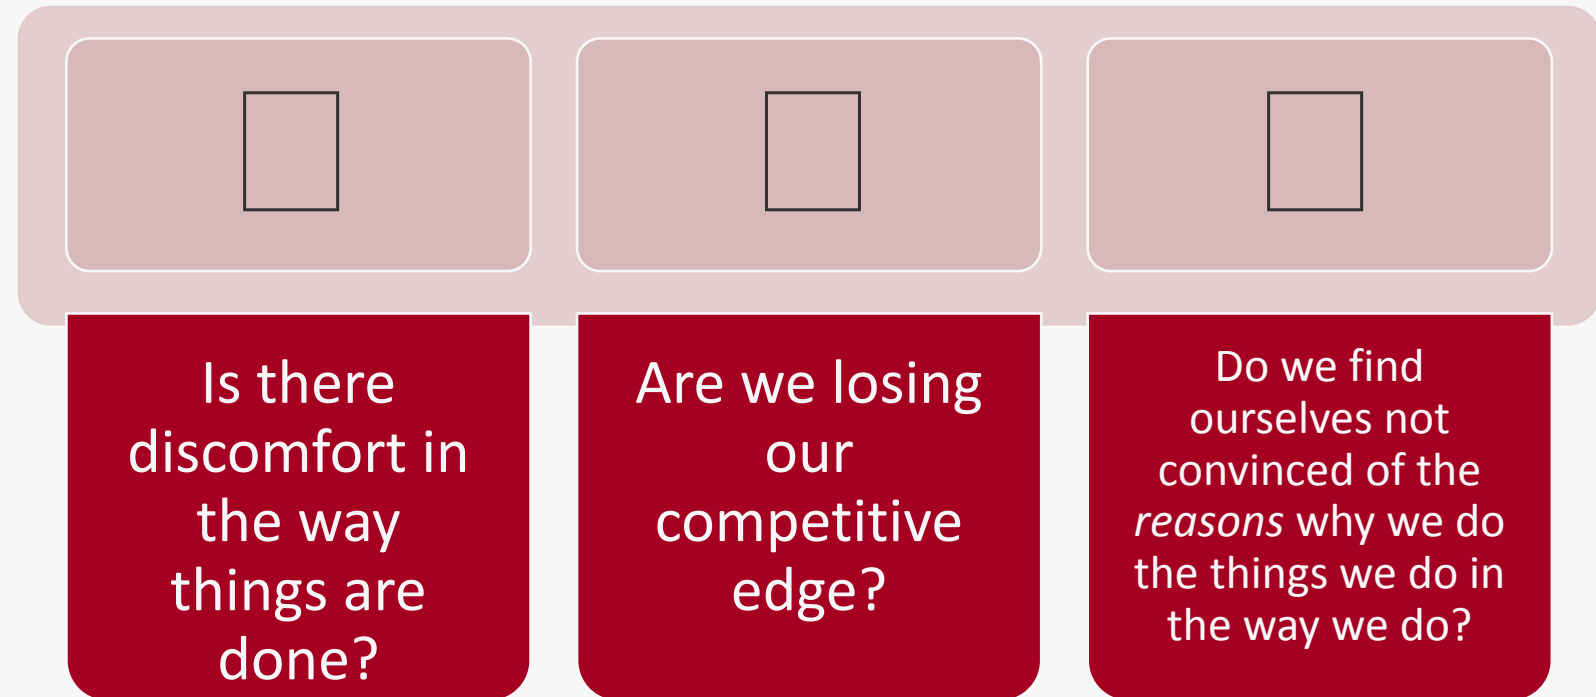 Is there
discomfort in
the way
things are
done?
Are we losing
our
competitive
edge?
Do we find
ourselves not
convinced of the
reasons why we do
the things we do in
the way we do?